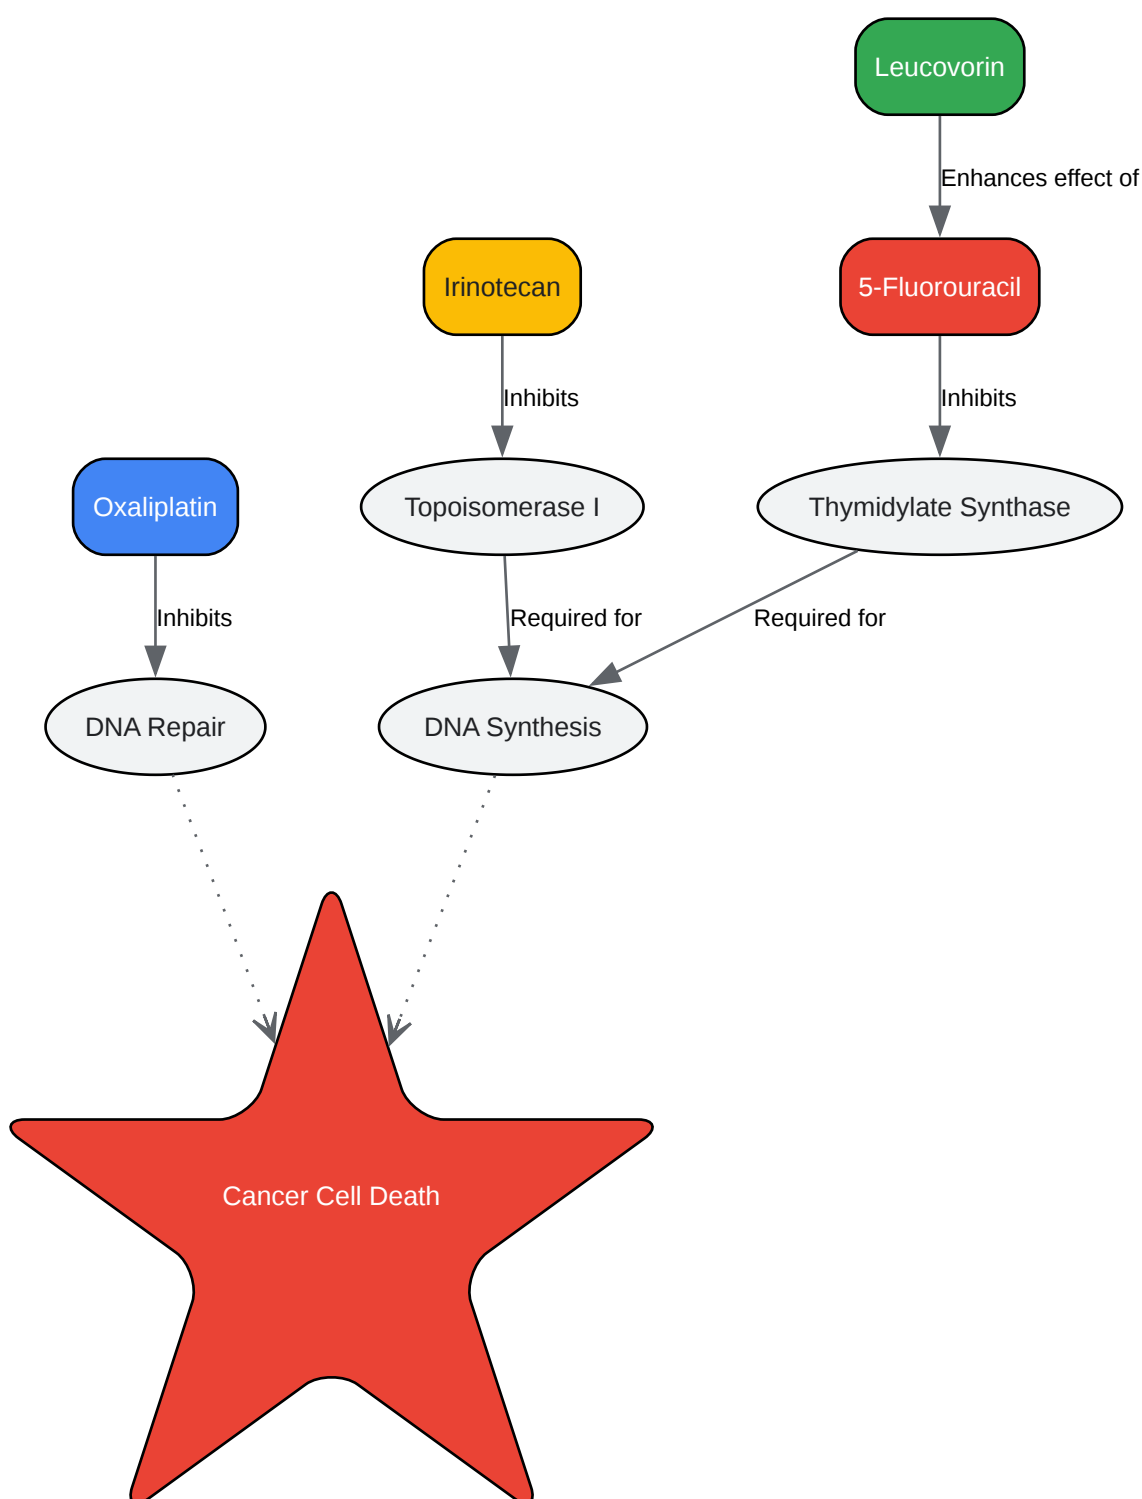 Leucovorin
Enhances effect of
Irinotecan
5-Fluorouracil
Inhibits
Inhibits
Oxaliplatin
Topoisomerase I
Thymidylate Synthase
Inhibits
Required for
Required for
DNA Repair
DNA Synthesis
Cancer Cell Death